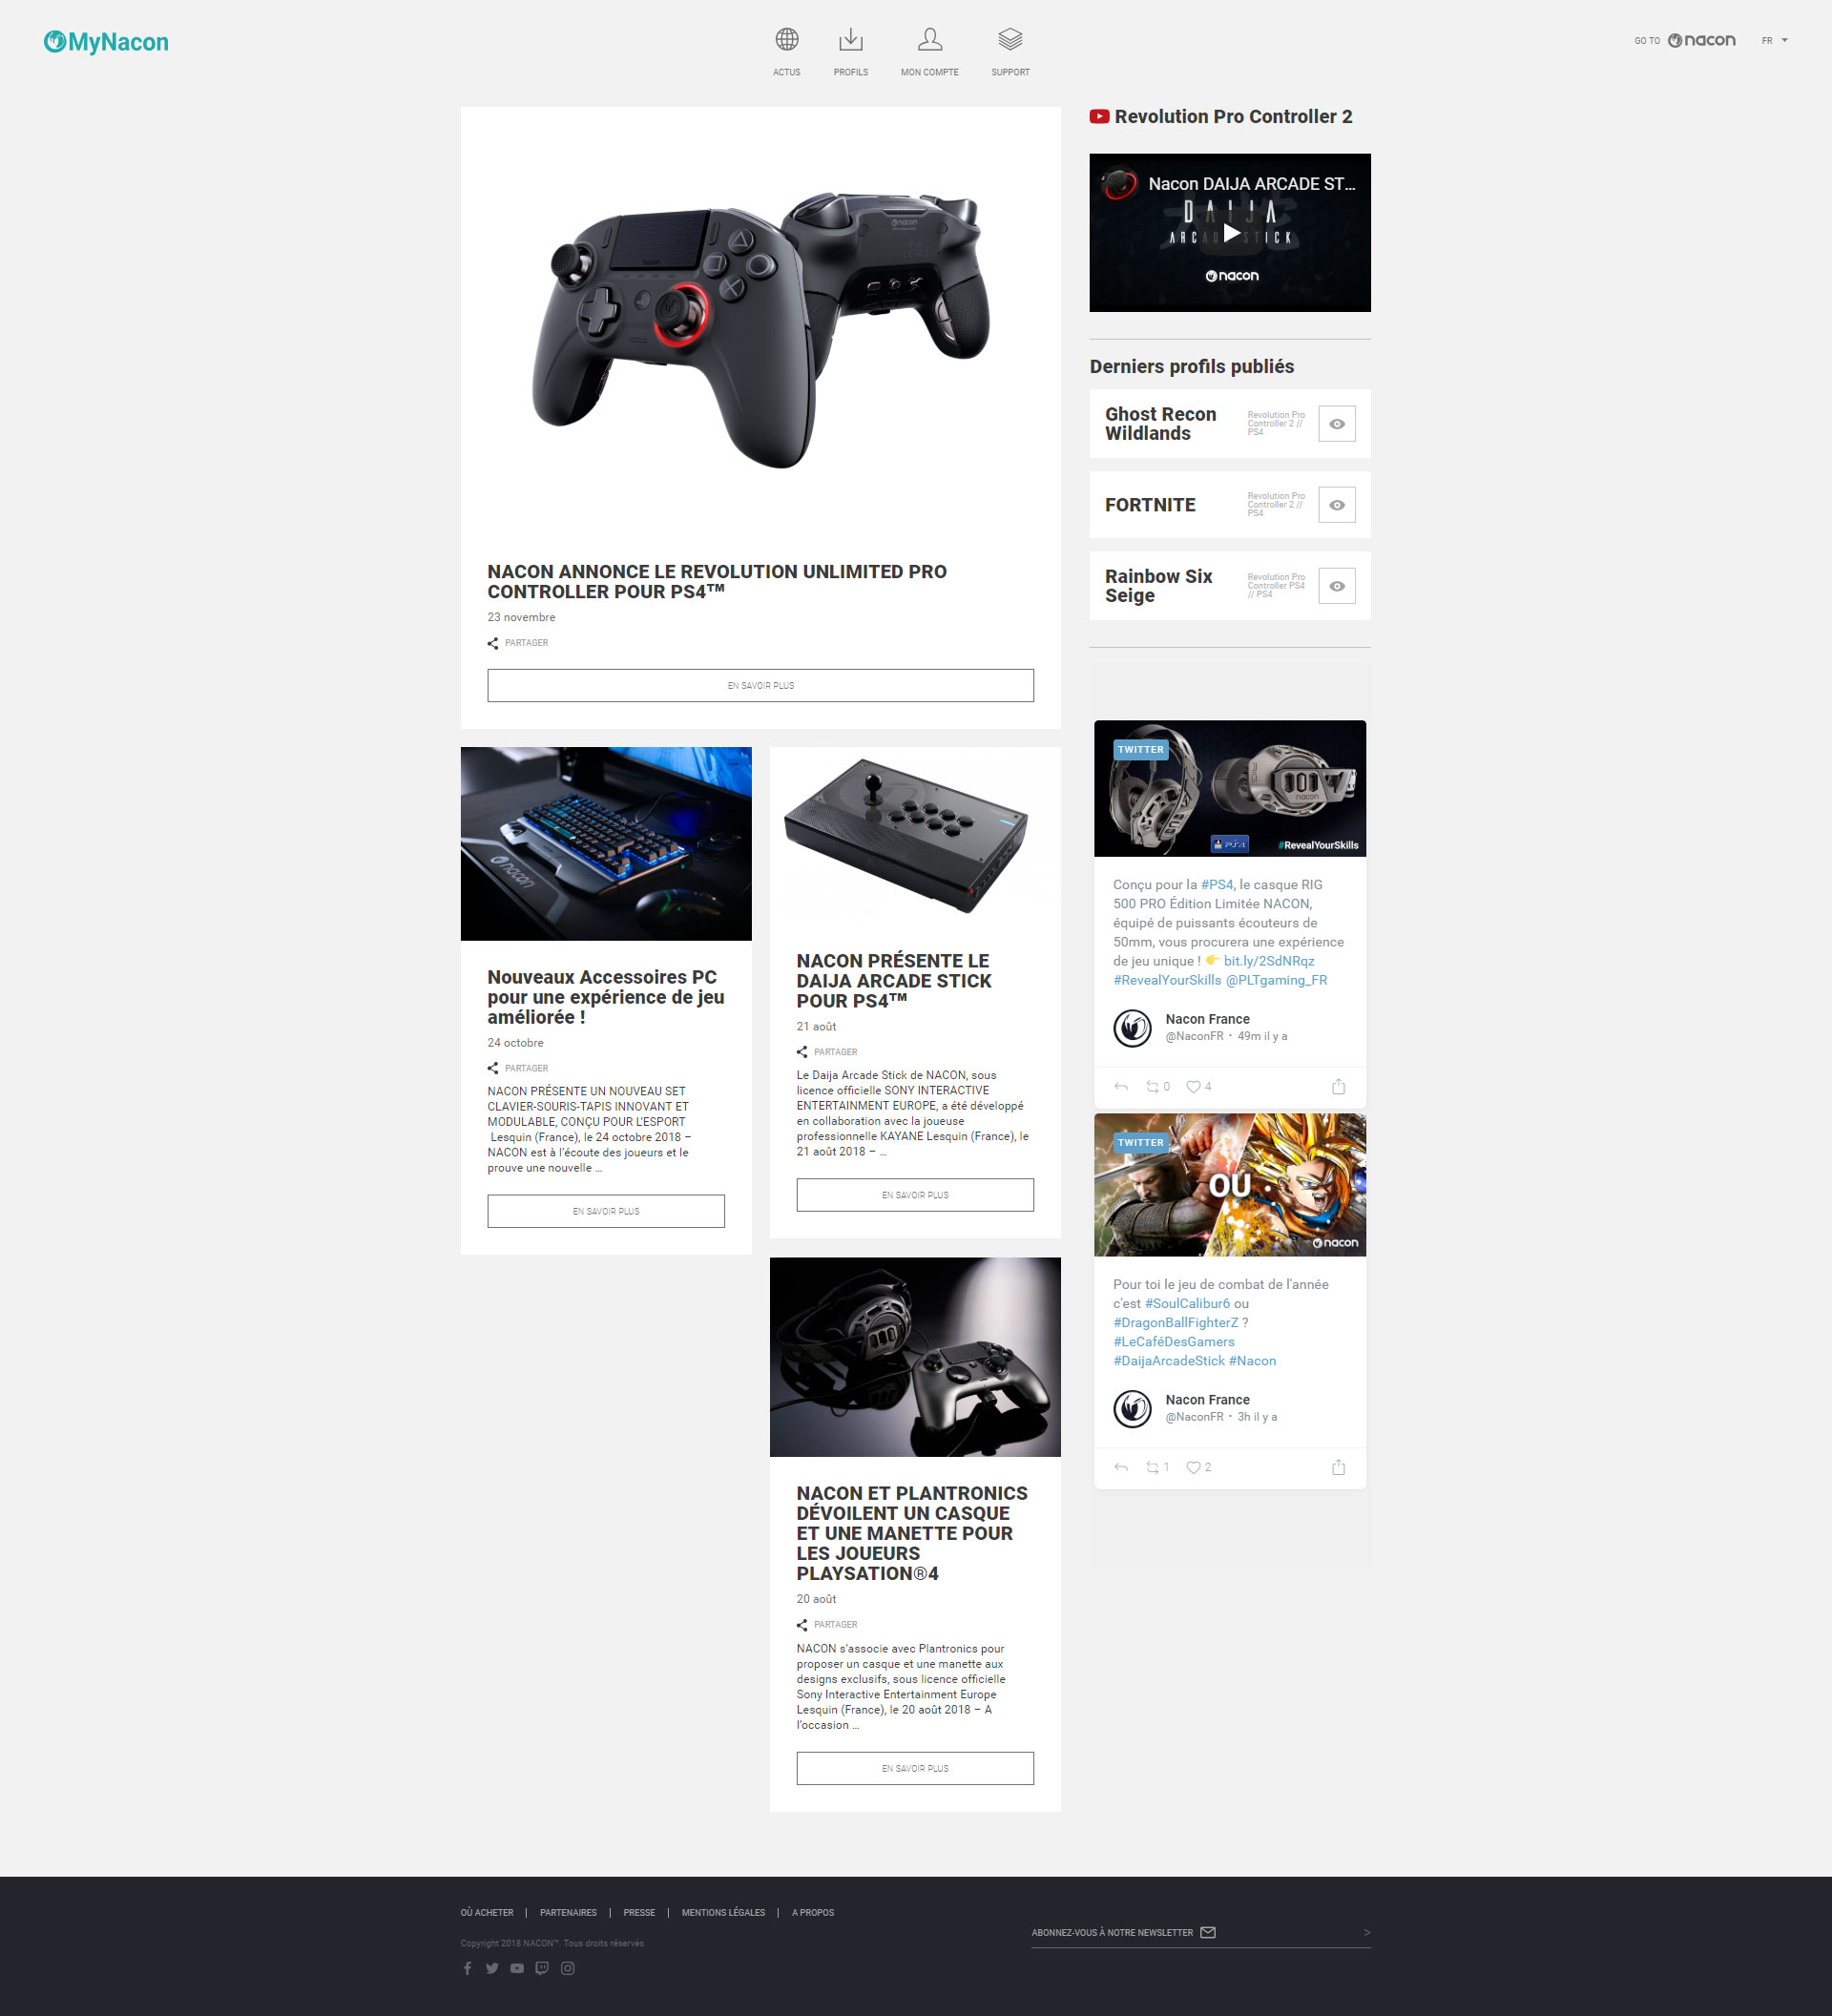 MyNacon
ACTUS
PROFILS
MON COMPTE
SUPPORT
GO TO nacon
FR
NACON ANNONCE LE REVOLUTION UNLIMITED PRO
CONTROLLER POUR PS4™
23 novembre
PARTAGER
EN SAVOIR PLUS
nacon
Nouveaux Accessoires PC
pour une expérience de jeu
améliorée !
24 octobre
PARTAGER
NACON PRÉSENTE UN NOUVEAU SET
CLAVIER-SOURIS-TAPIS INNOVANT ET
MODULABLE, CONÇU POUR L'ESPORT
Lesquin (France), le 24 octobre 2018 –
NACON est à l'écoute des joueurs et le
prouve une nouvelle ...
EN SAVOIR PLUS
NACON PRÉSENTE LE
DAIJA ARCADE STICK
POUR PS4™
21 août
PARTAGER
Le Daija Arcade Stick de NACON, sous
licence officielle SONY INTERACTIVE
ENTERTAINMENT EUROPE, a été développé
en collaboration avec la joueuse
professionnelle KAYANE Lesquin (France), le
21 août 2018 – ...
EN SAVOIR PLUS
NACON ET PLANTRONICS
DÉVOILENT UN CASQUE
ET UNE MANETTE POUR
LES JOUEURS
PLAYSATION®4
20 août
PARTAGER
NACON s'associe avec Plantronics pour
proposer un casque et une manette aux
designs exclusifs, sous licence officielle
Sony Interactive Entertainment Europe
Lesquin (France), le 20 août 2018 – A
l'occasion ...
EN SAVOIR PLUS
Revolution Pro Controller 2
Nacon DAIJA ARCADE ST...
DAIJA
nacon
Derniers profils publiés
Ghost Recon
Wildlands
Revolution Pro
Controller 2 //
PS4
FORTNITE
Revolution Pro
Controller 2 //
PS4
Rainbow Six
Seige
Revolution Pro
Controller PS4
// PS4
TWITTER
nacon
PS4
#RevealYourSkills
Conçu pour la #PS4, le casque RIG
500 PRO Édition Limitée NACON,
équipé de puissants écouteurs de
50mm, vous procurera une expérience
de jeu unique ! 👉 bit.ly/2SdNRqz
#RevealYourSkills @PLTgaming_FR
Nacon France
@NaconFR • 49m il y a
0
4
TWITTER
OU
nacon
Pour toi le jeu de combat de l'année
c'est #SoulCalibur6 ou
#DragonBallFighterZ ?
#LeCaféDesGamers
#DaijaArcadeStick #Nacon
Nacon France
@NaconFR • 3h il y a
1
2
OÙ ACHETER | PARTENAIRES | PRESSE | MENTIONS LÉGALES | A PROPOS
Copyright 2018 NACON™. Tous droits réservés
ABONNEZ-VOUS À NOTRE NEWSLETTER
>